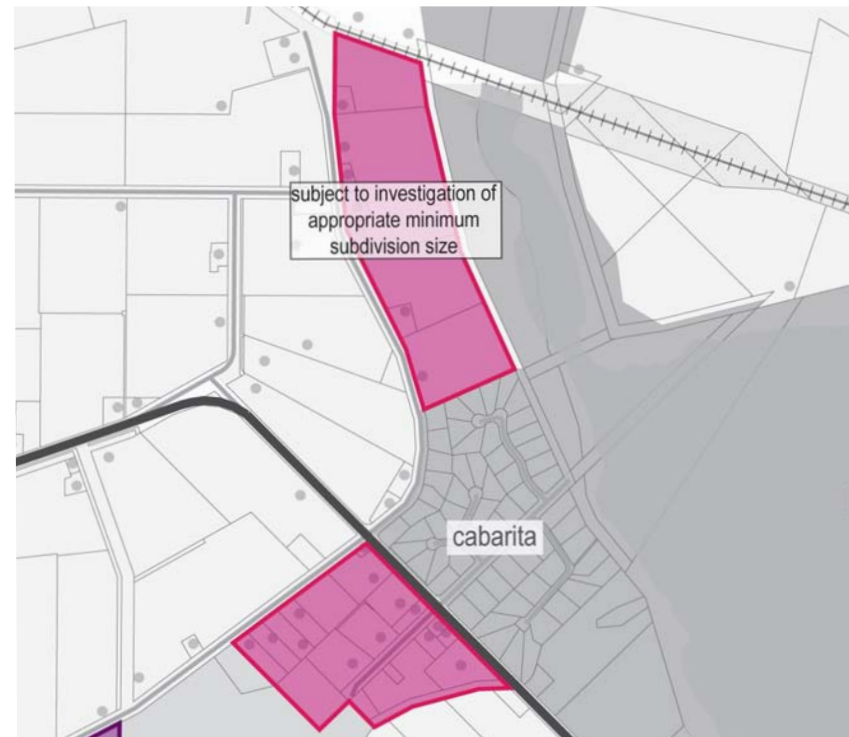 subject to investigation of
appropriate minimum
subdivision size
cabarita